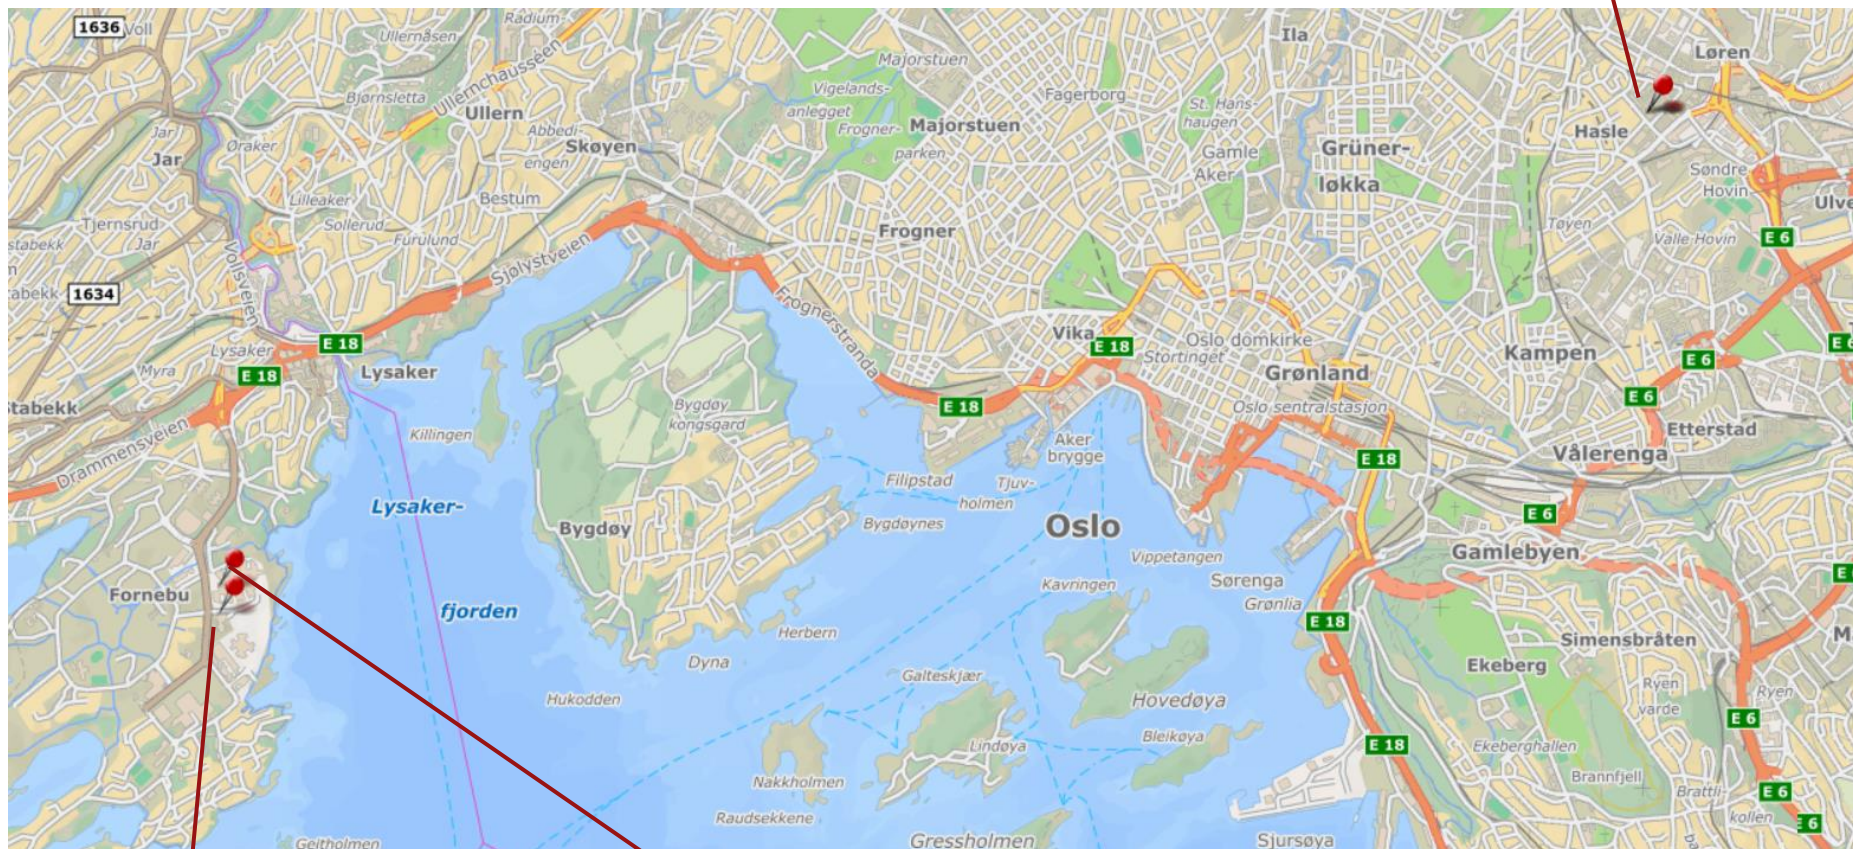 1636
Voll
Radium-
Ullernåsen
Ila
Løren
Majorstuen
Bjørnsletta
Ullernchausséen
Vigelands-
anlegget
Fagerborg
St. Hans-
haugen
Ullern
Abbedi-
engen
Frogner-
parken
Majorstuen
Hasle
Jar
Jar
Øraker
Skøyen
Gamle
Aker
Grüner-
løkka
Søndre
Hovin
Lilleaker
Bestum
Ulve
Tjernsrud
Jar
Sollerud
Furulund
Frogner
Tøyen
Valle Hovin
E 6
stabekk
Vollsveien
Sjølystveien
1634
Frognerstranda
Vika
E 18
Stortinget
Oslo domkirke
Kampen
E 6
E 6
E 18
Lysaker
Lysaker
Myra
E 18
Grønland
E 6
stabekk
E 18
Oslo sentralstasjon
Drammensveien
Killingen
Bygdøy
kongsgard
Aker
brygge
Etterstad
Vålerenga
E 18
Filipstad
Tjuv-
holmen
Lysaker-
fjorden
Bygdøy
Bygdøynes
Oslo
E 6
Vippetangen
Gamlebyen
Kavringen
Sørenga
Grønlia
Fornebu
E 18
Herbern
Simensbråten
Dyna
Ekeberg
Galteskjær
Hukodden
Hovedøya
Ryen
varde
Ryen
E 6
Lindøya
Bleikøya
E 18
Ekeberghallen
Nakkholmen
Brannfjell
Brattli-
kollen
E 6
Raudsekkene
E 6
Geitholmen
Gressholmen
Sjursøya